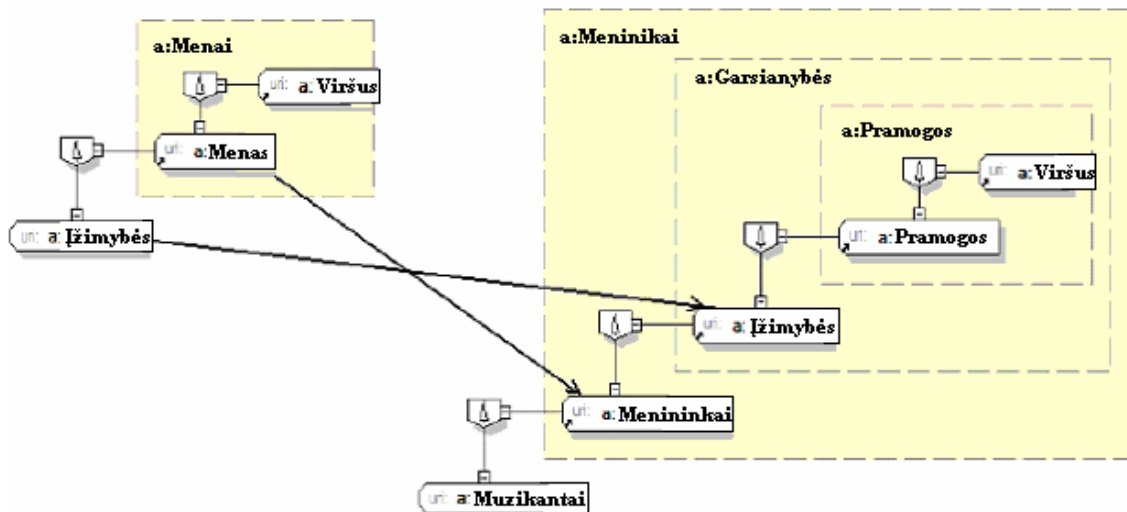 a:Menai
uri: a: Viršus
uri: a:Menas
uri: a: Įžimybės
a:Meninikai
a:Garsianybės
a:Pramogos
uri: a: Viršus
uri: a:Pramogos
uri: a: Įžimybės
uri: a:Menininkai
uri: a:Muzikantai